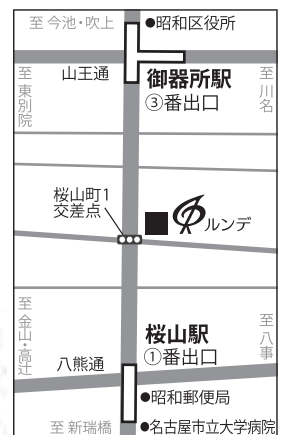 至 今池・吹上
●昭和区役所
至 東別院
山王通
御器所駅
③番出口
至 川名
桜山町1
交差点
ルンデ
至 金山・高辻
桜山駅
①番出口
至 八事
八熊通
●昭和郵便局
至 新瑞橋
●名古屋市立大学病院